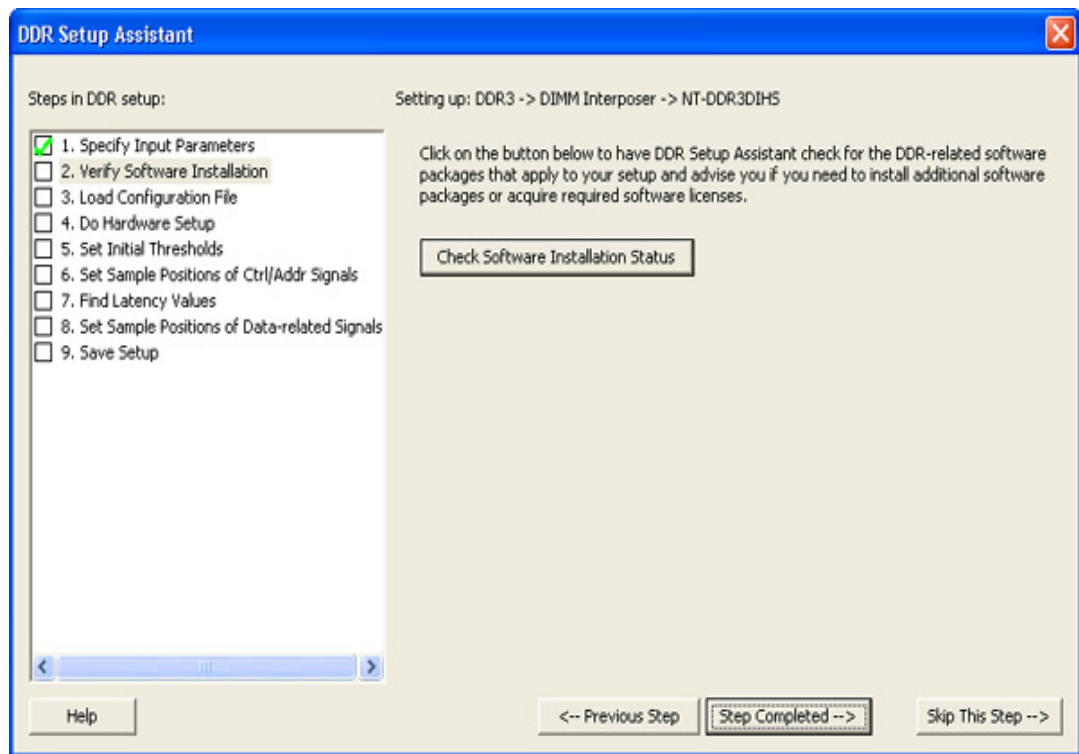 DDR Setup Assistant
Steps in DDR setup:
Setting up: DDR3 -> DIMM Interposer -> NT-DDR3DIHS
1. Specify Input Parameters
2. Verify Software Installation
3. Load Configuration File
4. Do Hardware Setup
5. Set Initial Thresholds
6. Set Sample Positions of Ctrl/Addr Signals
7. Find Latency Values
8. Set Sample Positions of Data-related Signals
9. Save Setup
Click on the button below to have DDR Setup Assistant check for the DDR-related software
packages that apply to your setup and advise you if you need to install additional software
packages or acquire required software licenses.
Check Software Installation Status
Help
<-- Previous Step
Step Completed -->
Skip This Step -->